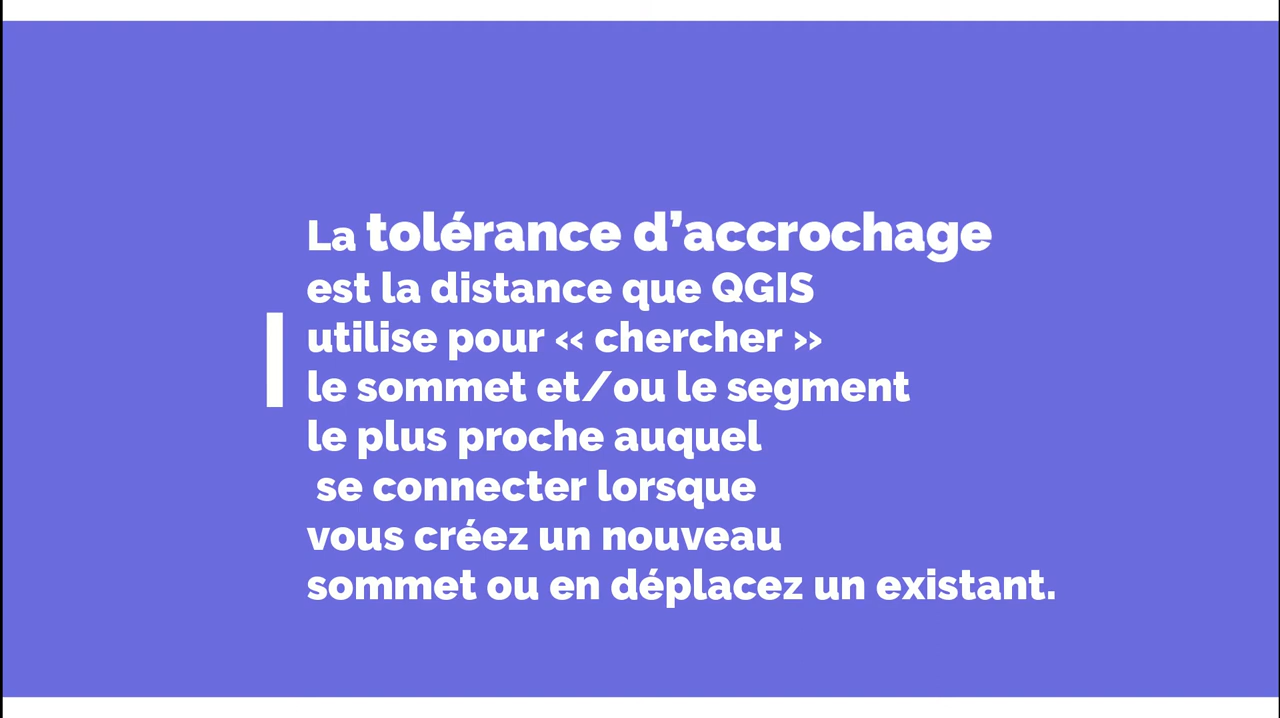 La tolérance d’accrochage
est la distance que QGIS
utilise pour « chercher »
le sommet et/ou le segment
le plus proche auquel
se connecter lorsque
vous créez un nouveau
sommet ou en déplacez un existant.